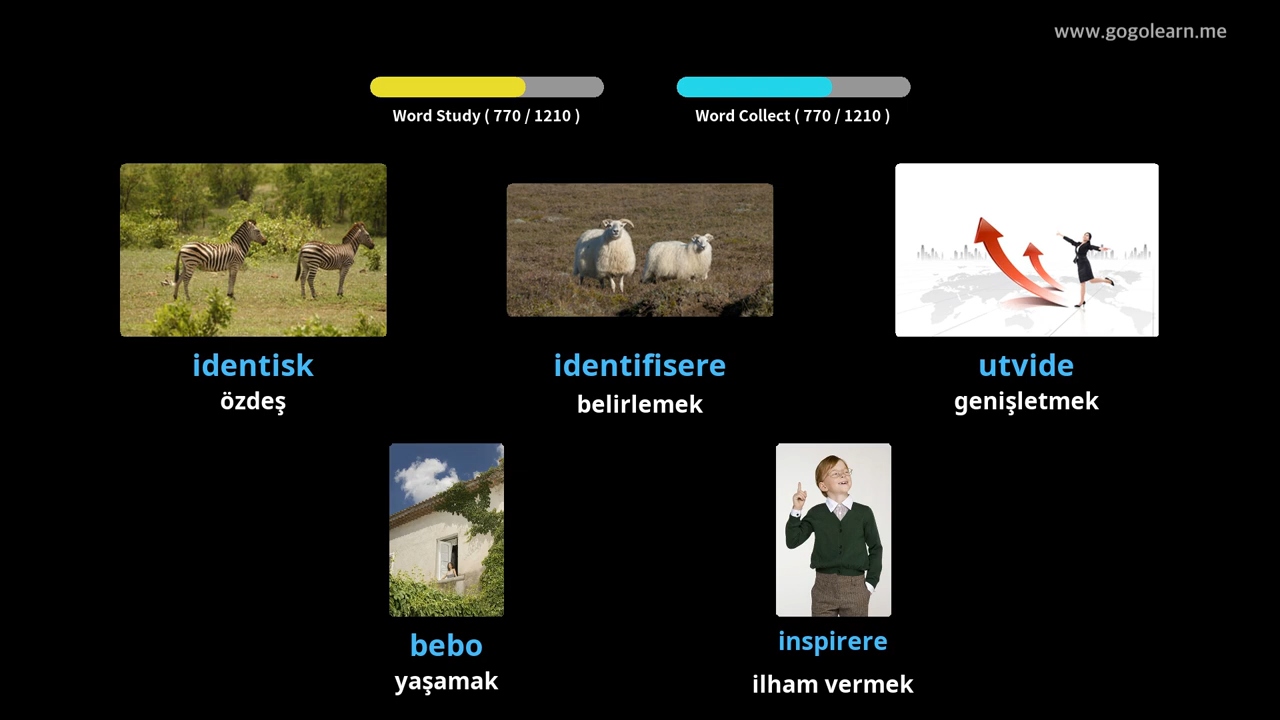 www.gogolearn.me
Word Study ( 770 / 1210 )
Word Collect ( 770 / 1210 )
identisk
özdeş
identifisere
belirlemek
utvide
genişletmek
bebo
yaşamak
inspirere
ilham vermek